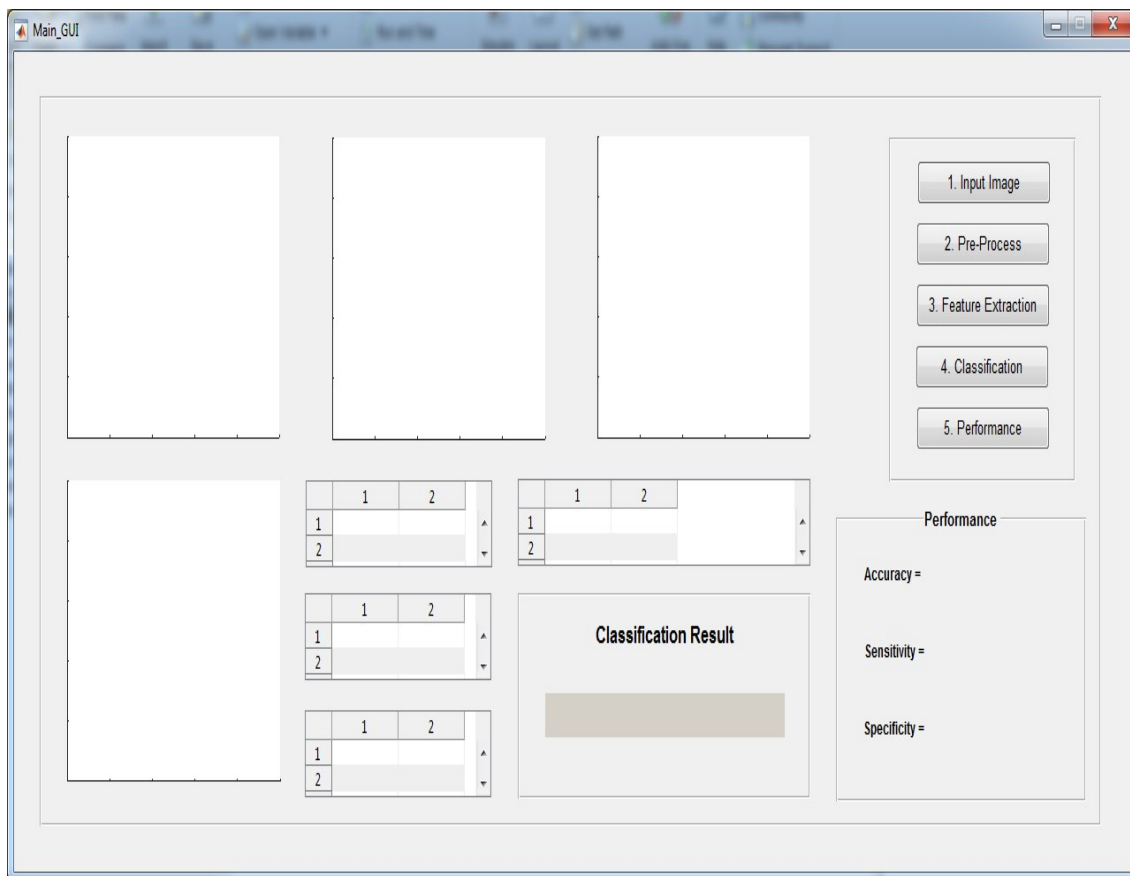 Main_GUI
1. Input Image
2. Pre-Process
3. Feature Extraction
4. Classification
5. Performance
1 2
1
2
1 2
1
2
Performance
Accuracy =
Sensitivity =
Specificity =
1 2
1
2
Classification Result
1 2
1
2